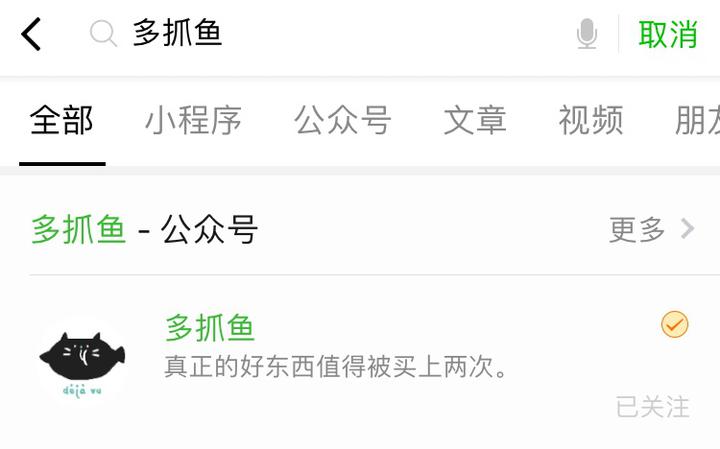 多抓鱼 取消
全部 小程序 公众号 文章 视频 朋友
多抓鱼 - 公众号 更多
多抓鱼
真正的好东西值得被买上两次。
déjà vu
已关注